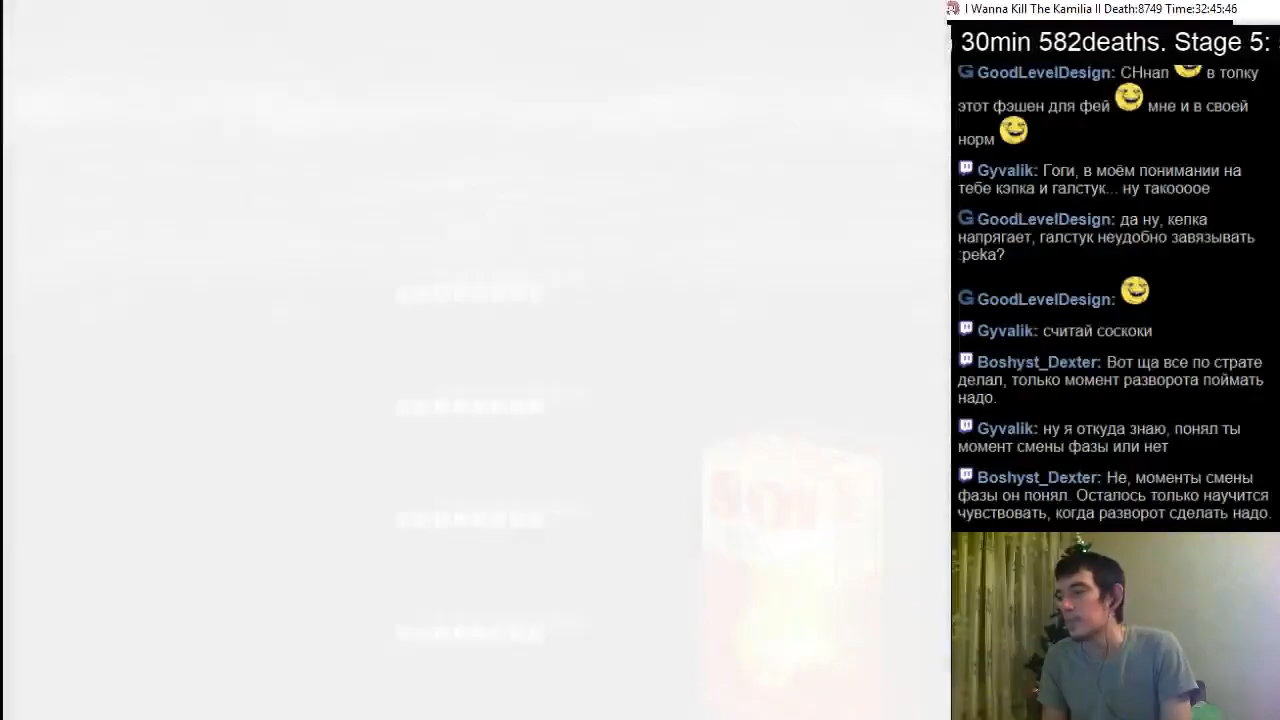 I Wanna Kill The Kamilia II Death:8749 Time:32:45:46
30min 582deaths. Stage 5:
GoodLevelDesign: СНнап в топку
этот фэшен для фей мне и в своей
норм
Gyvalik: Гоги, в моём понимании на
тебе кэпка и галстук... ну такоооое
GoodLevelDesign: да ну, кепка
напрягает, галстук неудобно завязывать
:peka?
GoodLevelDesign:
Gyvalik: считай соскоки
Boshyst_Dexter: Вот ща все по страте
делал, только момент разворота поймать
надо.
Gyvalik: ну я откуда знаю, понял ты
момент смены фазы или нет
Boshyst_Dexter: Не, моменты смены
фазы он понял. Осталось только научится
чувствовать, когда разворот сделать надо.